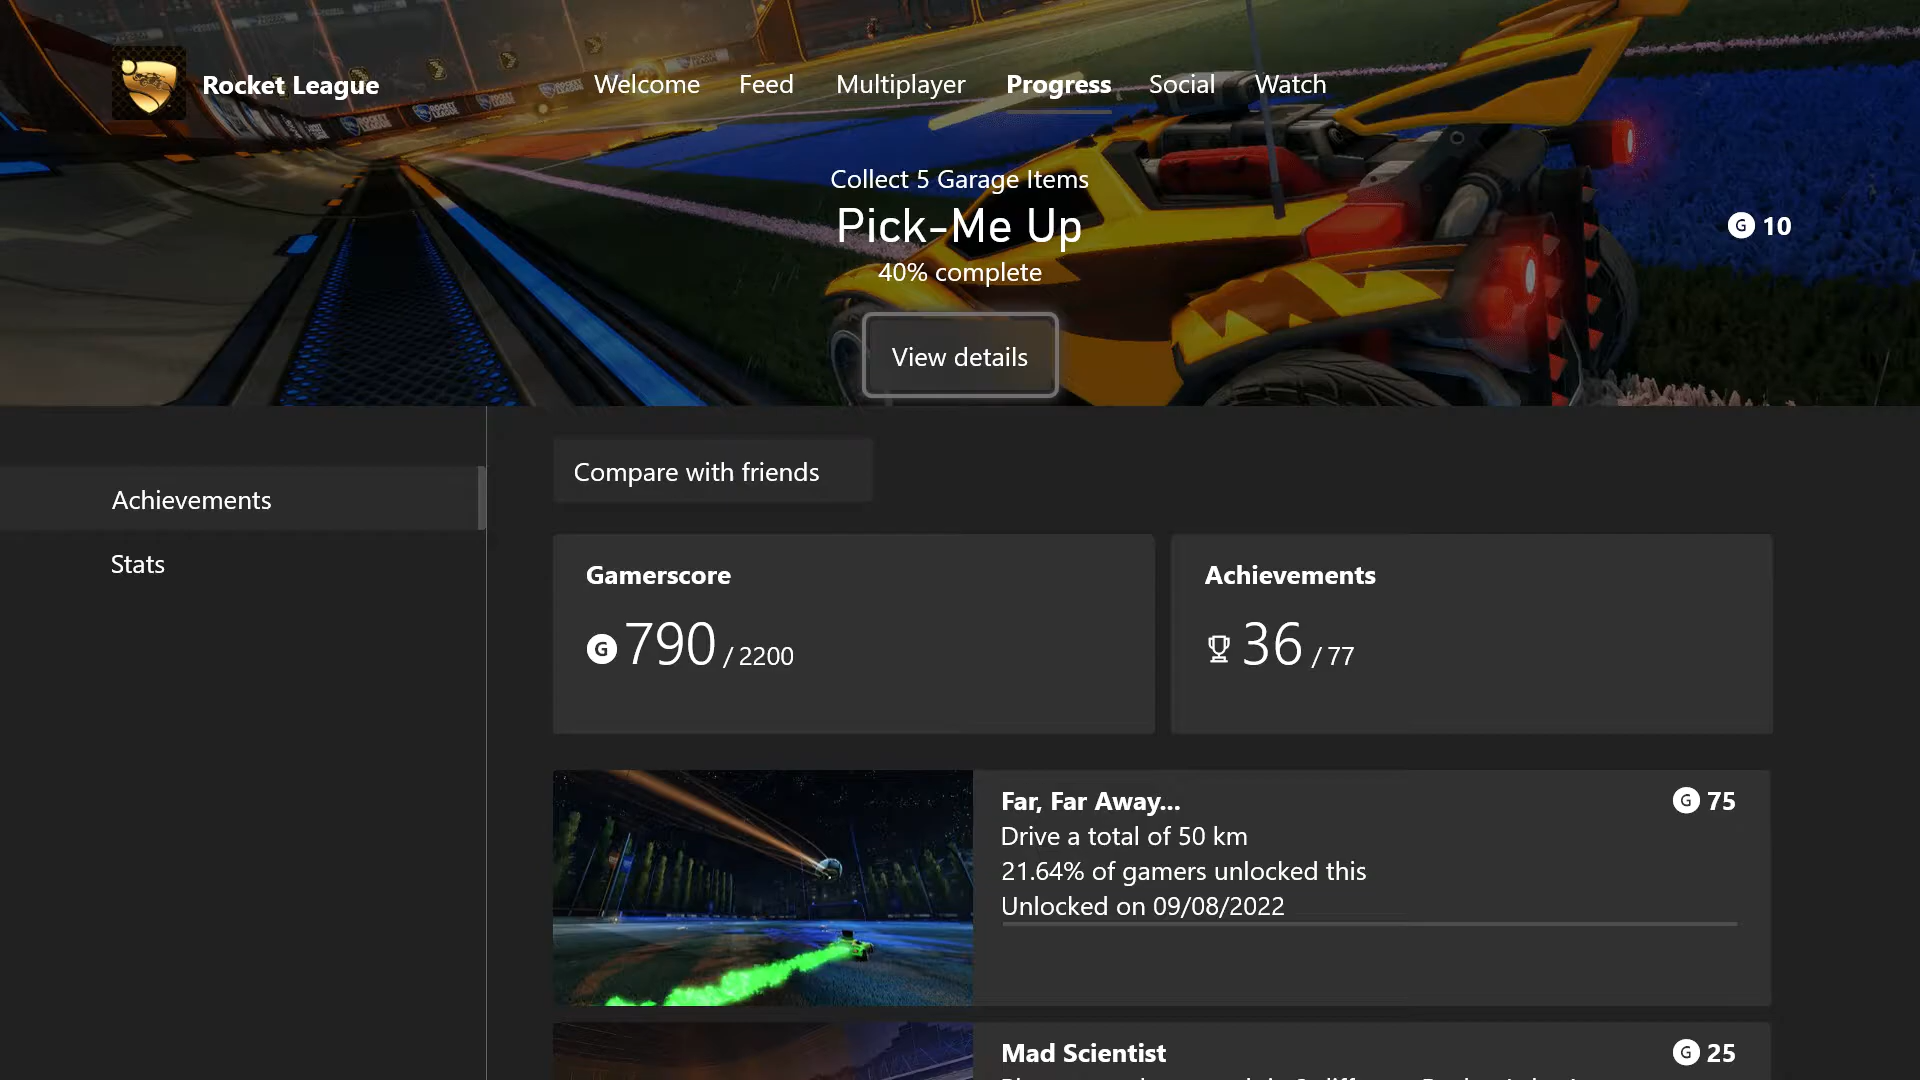 Rocket League
Welcome
Feed
Multiplayer
Progress
Social
Watch
Collect 5 Garage Items
Pick-Me Up
40% complete
G 10
View details
Achievements
Stats
Compare with friends
Gamerscore
G 790 / 2200
Achievements
36 / 77
Far, Far Away...
G 75
Drive a total of 50 km
21.64% of gamers unlocked this
Unlocked on 09/08/2022
Mad Scientist
G 25